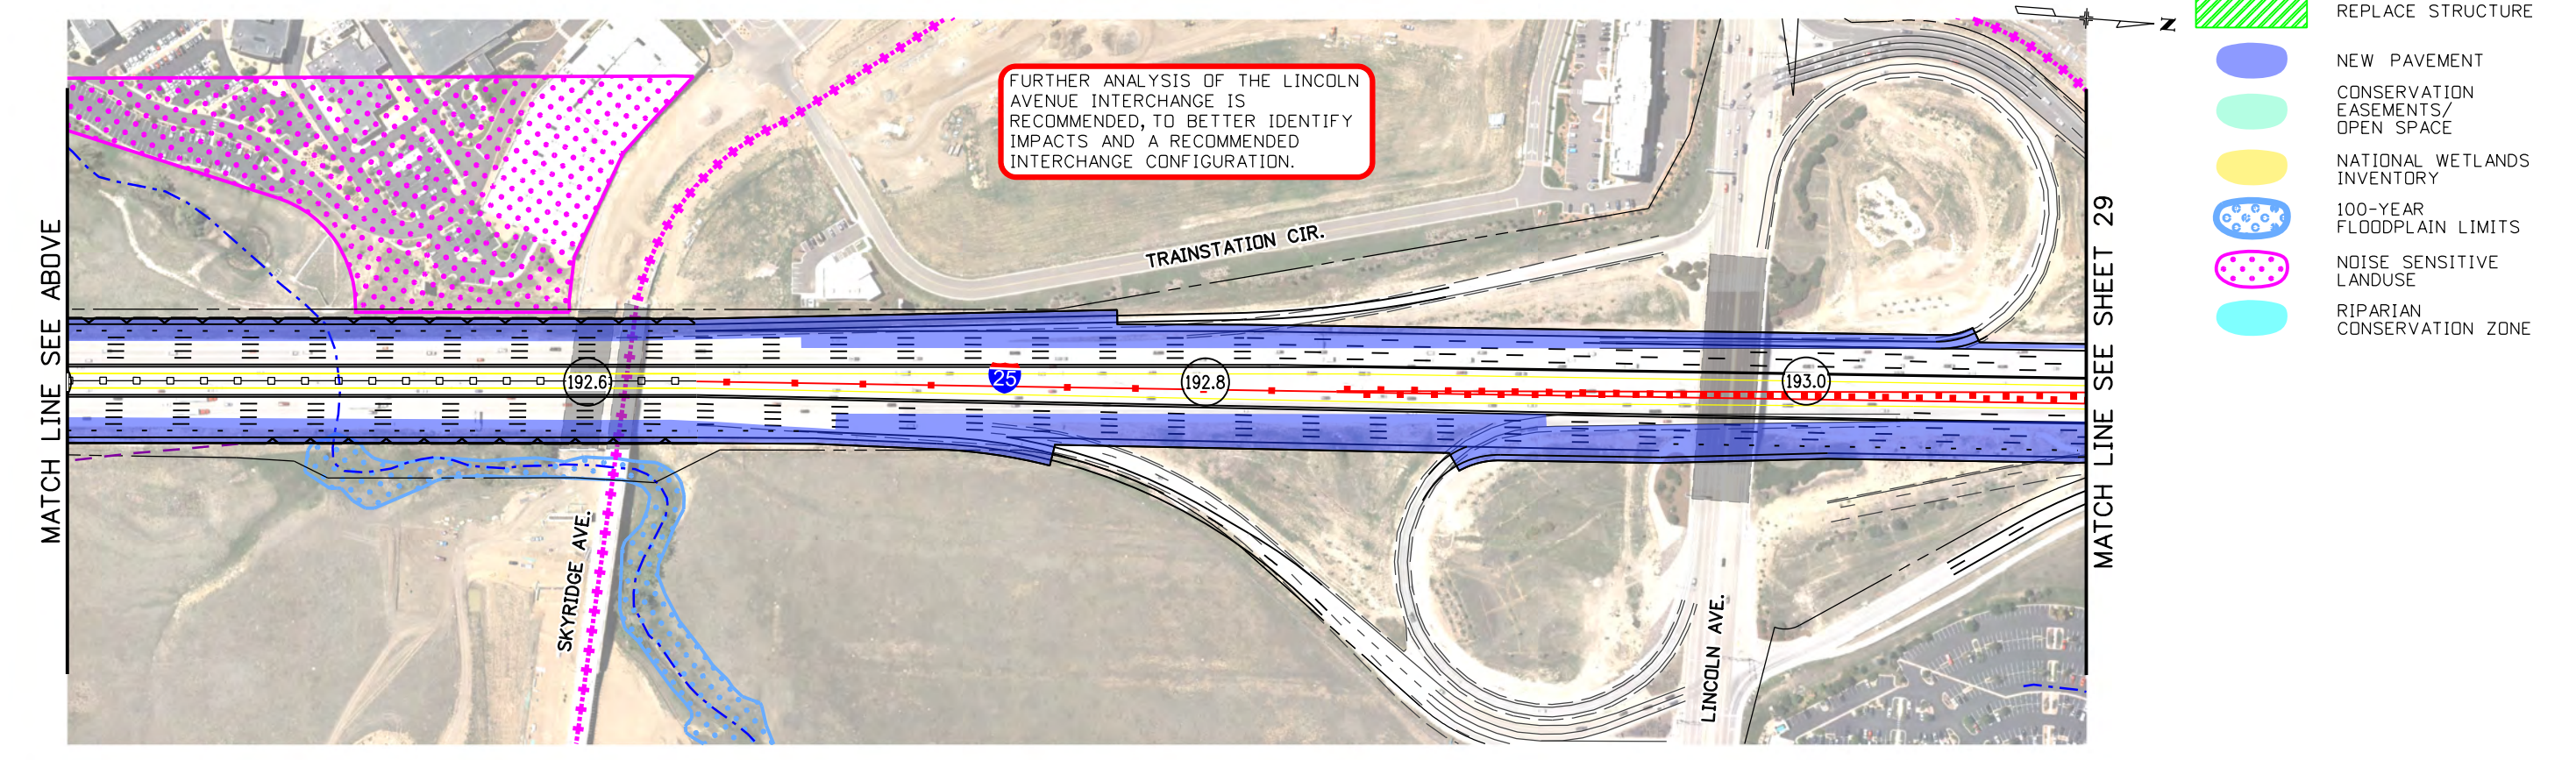 MATCH LINE SEE ABOVE
FURTHER ANALYSIS OF THE LINCOLN
AVENUE INTERCHANGE IS
RECOMMENDED, TO BETTER IDENTIFY
IMPACTS AND A RECOMMENDED
INTERCHANGE CONFIGURATION.
TRAINSTATION CIR.
192.6
25
192.8
193.0
SKYRIDGE AVE.
LINCOLN AVE.
MATCH LINE SEE SHEET 29
N
REPLACE STRUCTURE
NEW PAVEMENT
CONSERVATION
EASEMENTS/
OPEN SPACE
NATIONAL WETLANDS
INVENTORY
100-YEAR
FLOODPLAIN LIMITS
NOISE SENSITIVE
LANDUSE
RIPARIAN
CONSERVATION ZONE